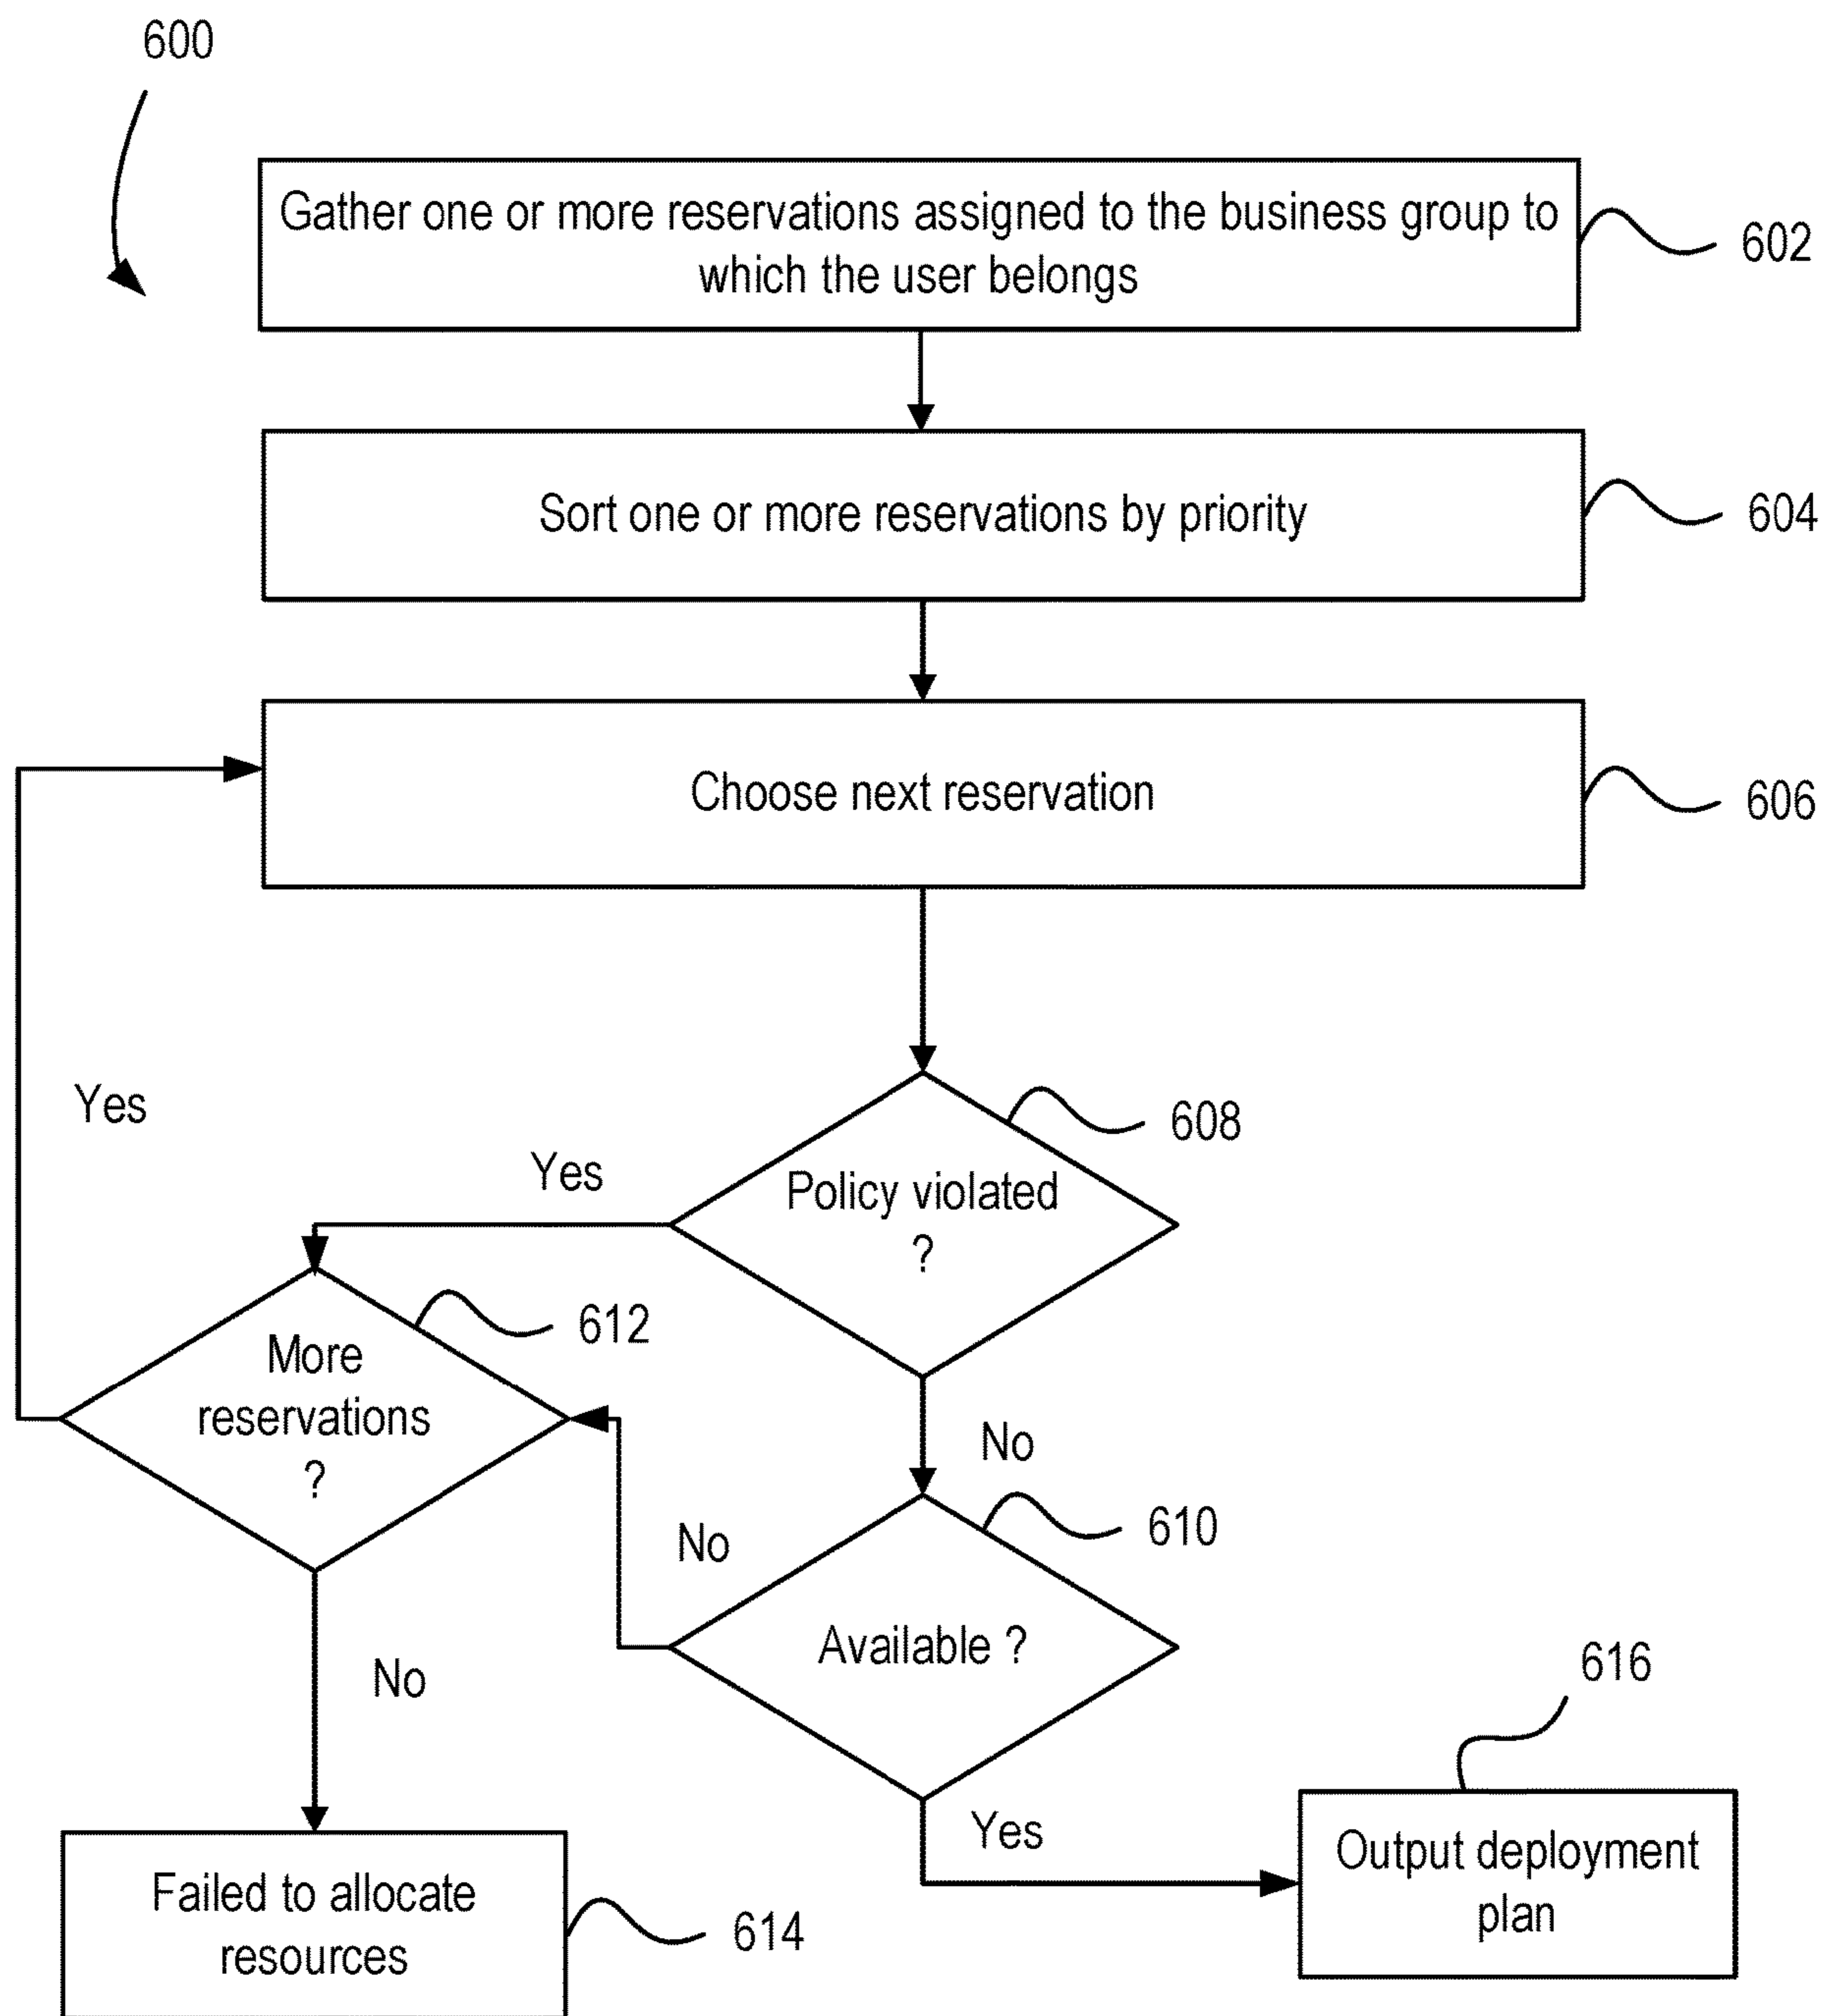 600
Gather one or more reservations assigned to the business group to
which the user belongs
602
Sort one or more reservations by priority
604
Choose next reservation
606
Yes
608
Yes
Policy violated
?
612
More
reservations
?
No
610
No
Available ?
616
No
Yes
Output deployment
plan
Failed to allocate
resources
614